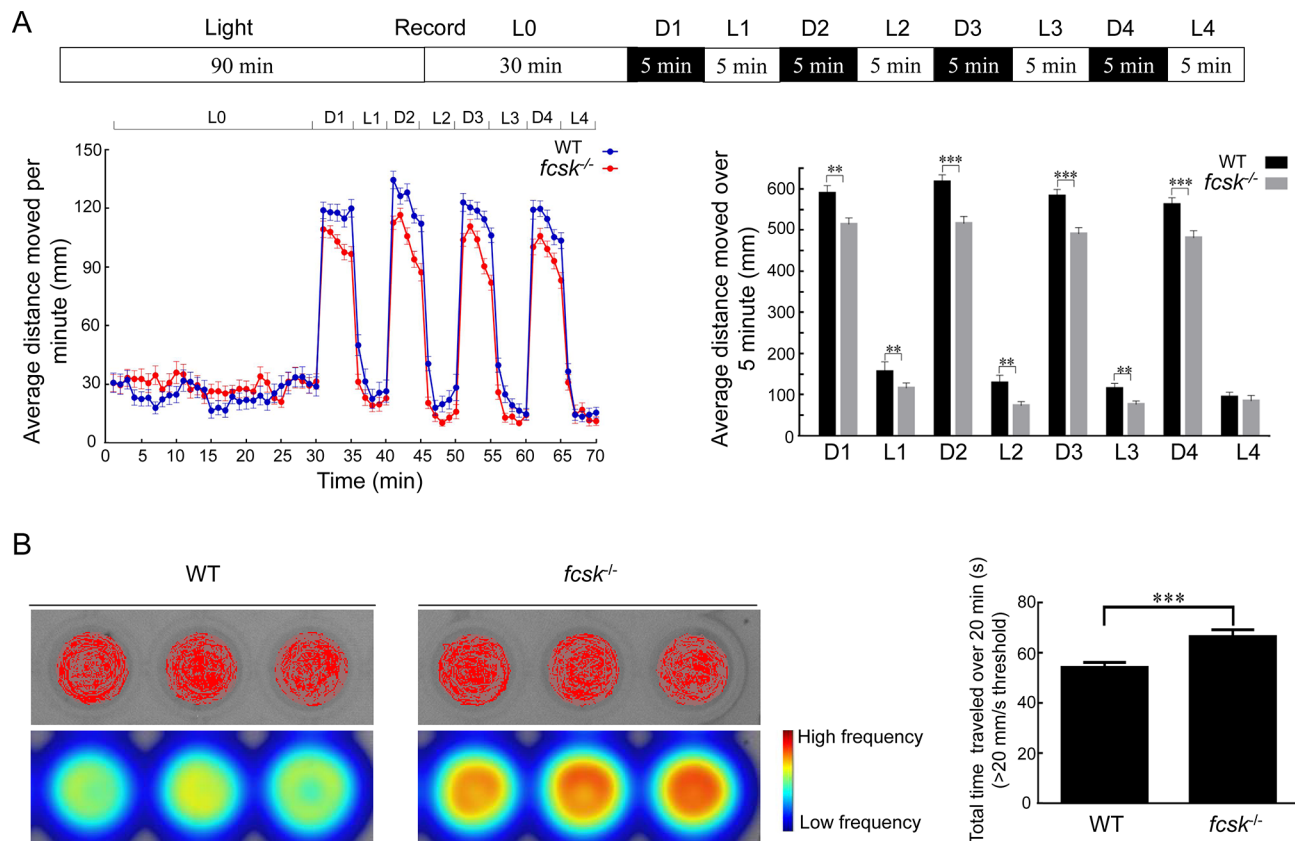 A
Light Record L0 D1 L1 D2 L2 D3 L3 D4 L4
90 min 30 min 5 min 5 min 5 min 5 min 5 min 5 min 5 min 5 min
L0 D1 L1 D2 L2 D3 L3 D4 L4
WT
fcsk-/-
Average distance moved per
minute (mm)
150
120
90
60
30
0
0 5 10 15 20 25 30 35 40 45 50 55 60 65 70
Time (min)
WT
fcsk-/-
Average distance moved over
5 minute (mm)
600
500
400
300
200
100
0
** *** *** ***
** ** **
D1 L1 D2 L2 D3 L3 D4 L4
B
WT fcsk-/-
High frequency
Low frequency
Total time traveled over 20 min (s)
(>20 mm/s threshold)
80
60
40
20
0
***
WT fcsk-/-